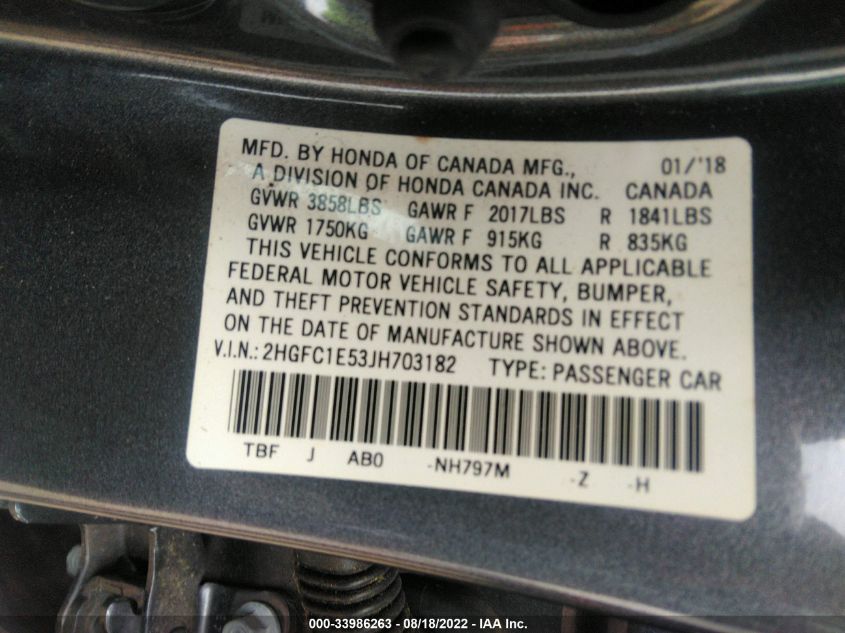 MFD. BY HONDA OF CANADA MFG., 01/'18
A DIVISION OF HONDA CANADA INC. CANADA
GVWR 3858LBS GAWR F 2017LBS R 1841LBS
GVWR 1750KG GAWR F 915KG R 835KG
THIS VEHICLE CONFORMS TO ALL APPLICABLE
FEDERAL MOTOR VEHICLE SAFETY, BUMPER,
AND THEFT PREVENTION STANDARDS IN EFFECT
ON THE DATE OF MANUFACTURE SHOWN ABOVE.
V.I.N.: 2HGFC1E53JH703182 TYPE: PASSENGER CAR
TBF J AB0 -NH797M -Z -H
000-33986263 - 08/18/2022 - IAA Inc.